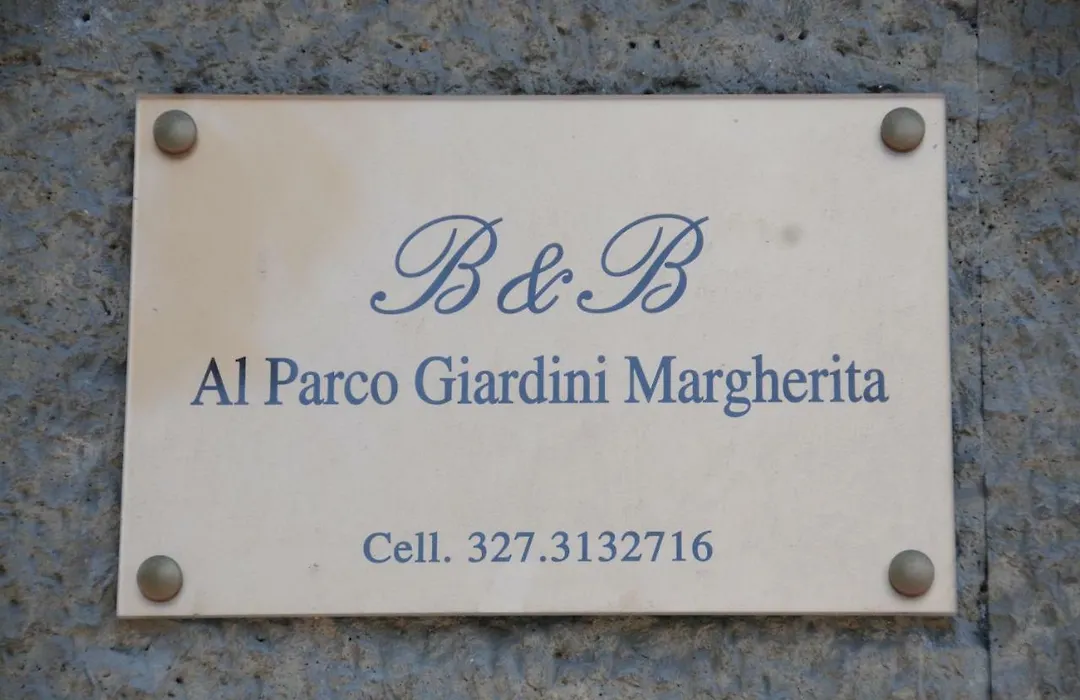 B & B
Al Parco Giardini Margherita
Cell. 327.3132716